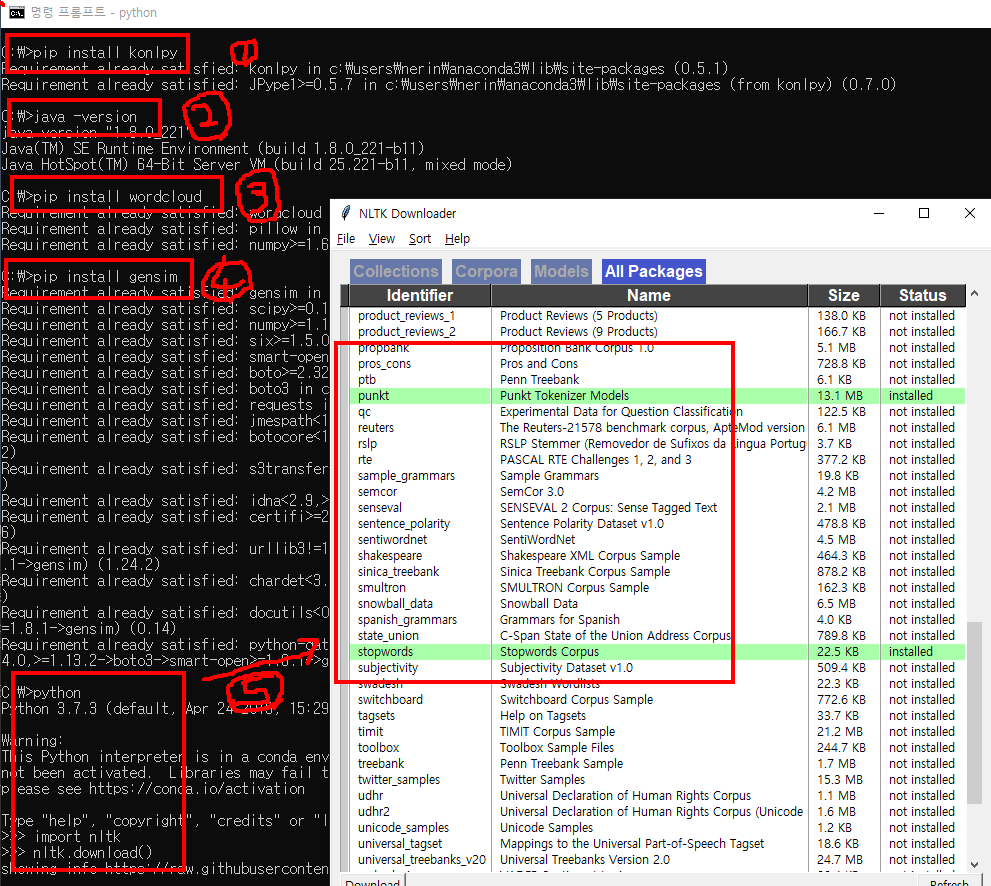 명령 프롬프트 - python
C:₩>pip install konlpy
1
Requirement already satisfied: konlpy in c:₩users₩nerin₩anaconda3₩lib₩site-packages (0.5.1)
Requirement already satisfied: JPype1>=0.5.7 in c:₩users₩nerin₩anaconda3₩lib₩site-packages (from konlpy) (0.7.0)
C:₩>java -version
2
java version "1.8.0_221"
Java(TM) SE Runtime Environment (build 1.8.0_221-b11)
Java HotSpot(TM) 64-Bit Server VM (build 25.221-b11, mixed mode)
C:₩>pip install wordcloud
3
Requirement already satisfied: wordcloud
Requirement already satisfied: pillow in
Requirement already satisfied: numpy>=1.6
C:₩>pip install gensim
4
Requirement already satisfied: gensim in
Requirement already satisfied: scipy>=0.1
Requirement already satisfied: numpy>=1.1
Requirement already satisfied: six>=1.5.0
Requirement already satisfied: smart-open
Requirement already satisfied: boto>=2.32
Requirement already satisfied: boto3 in c
Requirement already satisfied: requests i
Requirement already satisfied: jmespath<1
Requirement already satisfied: botocore<1
2)
Requirement already satisfied: s3transfer
)
Requirement already satisfied: idna<2.9,>
Requirement already satisfied: certifi>=2
6)
Requirement already satisfied: urllib3!=1
.1->gensim) (1.24.2)
Requirement already satisfied: chardet<3.
)
Requirement already satisfied: docutils<0
=1.8.1->gensim) (0.14)
Requirement already satisfied: python-dat
4.0,>=1.13.2->boto3->smart-open>=1.8.1->g
5
C:₩>python
Python 3.7.3 (default, Apr 24 2019, 15:29
Warning:
This Python interpreter is in a conda env
not been activated.  Libraries may fail t
please see https://conda.io/activation
Type "help", "copyright", "credits" or "l
>>> import nltk
>>> nltk.download()
showing info https://raw.githubuserconten
NLTK Downloader
File View Sort Help
Collections Corpora Models All Packages
Identifier Name Size Status
product_reviews_1 Product Reviews (5 Products) 138.0 KB not installed
product_reviews_2 Product Reviews (9 Products) 166.7 KB not installed
propbank Proposition Bank Corpus 1.0 5.1 MB not installed
pros_cons Pros and Cons 728.8 KB not installed
ptb Penn Treebank 6.1 KB not installed
punkt Punkt Tokenizer Models 13.1 MB installed
qc Experimental Data for Question Classification 122.5 KB not installed
reuters The Reuters-21578 benchmark corpus, ApteMod version 6.1 MB not installed
rslp RSLP Stemmer (Removedor de Sufixos da Lingua Portug 3.7 KB not installed
rte PASCAL RTE Challenges 1, 2, and 3 377.2 KB not installed
sample_grammars Sample Grammars 19.8 KB not installed
semcor SemCor 3.0 4.2 MB not installed
senseval SENSEVAL 2 Corpus: Sense Tagged Text 2.1 MB not installed
sentence_polarity Sentence Polarity Dataset v1.0 478.8 KB not installed
sentiwordnet SentiWordNet 4.5 MB not installed
shakespeare Shakespeare XML Corpus Sample 464.3 KB not installed
sinica_treebank Sinica Treebank Corpus Sample 878.2 KB not installed
smultron SMULTRON Corpus Sample 162.3 KB not installed
snowball_data Snowball Data 6.5 MB not installed
spanish_grammars Grammars for Spanish 4.0 KB not installed
state_union C-Span State of the Union Address Corpus 789.8 KB not installed
stopwords Stopwords Corpus 22.5 KB installed
subjectivity Subjectivity Dataset v1.0 509.4 KB not installed
swadesh Swadesh Wordlists 22.3 KB not installed
switchboard Switchboard Corpus Sample 772.6 KB not installed
tagsets Help on Tagsets 33.7 KB not installed
timit TIMIT Corpus Sample 21.2 MB not installed
toolbox Toolbox Sample Files 244.7 KB not installed
treebank Penn Treebank Sample 1.7 MB not installed
twitter_samples Twitter Samples 15.3 MB not installed
udhr Universal Declaration of Human Rights Corpus 1.1 MB not installed
udhr2 Universal Declaration of Human Rights Corpus (Unicode 1.6 MB not installed
unicode_samples Unicode Samples 1.2 KB not installed
universal_tagset Mappings to the Universal Part-of-Speech Tagset 18.6 KB not installed
universal_treebanks_v20 Universal Treebanks Version 2.0 24.7 MB not installed
Download Refresh